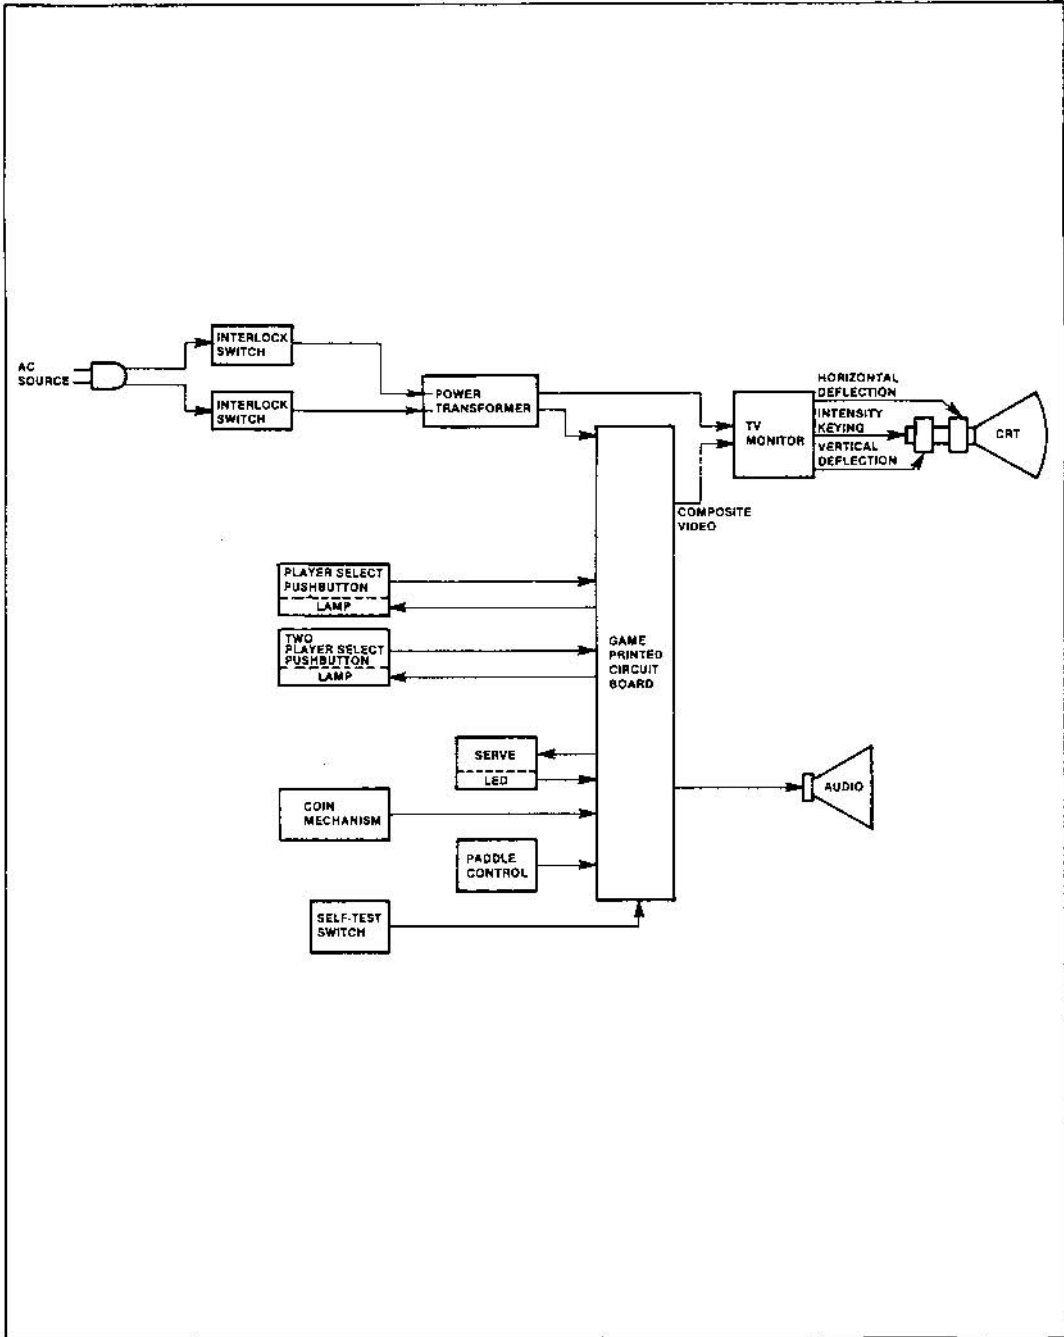 AC
SOURCE
INTERLOCK
SWITCH
INTERLOCK
SWITCH
POWER
TRANSFORMER
TV
MONITOR
HORIZONTAL
DEFLECTION
INTENSITY
KEYING
VERTICAL
DEFLECTION
CRT
COMPOSITE
VIDEO
PLAYER SELECT
PUSHBUTTON
LAMP
TWO
PLAYER SELECT
PUSHBUTTON
LAMP
GAME
PRINTED
CIRCUIT
BOARD
SERVE
LED
COIN
MECHANISM
PADDLE
CONTROL
SELF-TEST
SWITCH
AUDIO